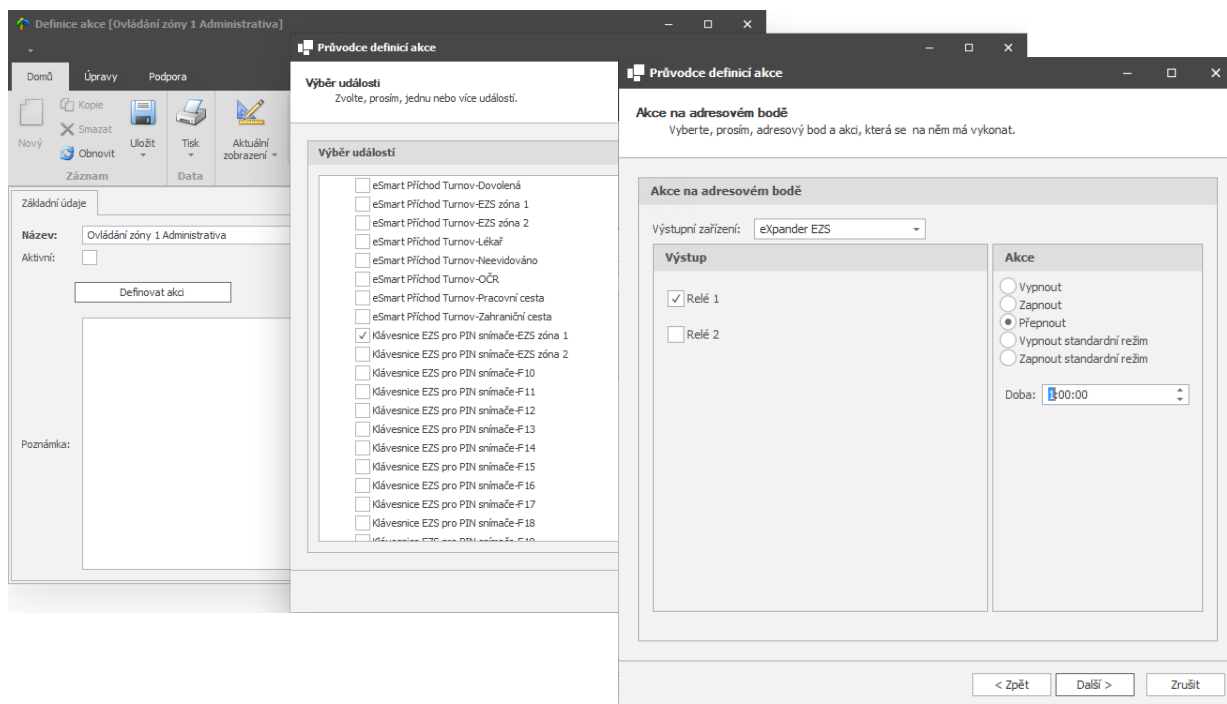 Definice akce [Ovládání zóny 1 Administrativa]
Domů Úpravy Podpora
Nový
Kopie
Smazat
Obnovit
Uložit
Tisk
Aktuální
zobrazení
Záznam
Data
Základní údaje
Název: Ovládání zóny 1 Administrativa
Aktivní:
Definovat akci
Poznámka:
Průvodce definicí akce
Výběr události
Zvolte, prosím, jednu nebo více událostí.
Výběr událostí
eSmart Příchod Turnov-Dovolená
eSmart Příchod Turnov-EZS zóna 1
eSmart Příchod Turnov-EZS zóna 2
eSmart Příchod Turnov-Lékař
eSmart Příchod Turnov-Neevidováno
eSmart Příchod Turnov-OČR
eSmart Příchod Turnov-Pracovní cesta
eSmart Příchod Turnov-Zahraniční cesta
Klávesnice EZS pro PIN snímače-EZS zóna 1
Klávesnice EZS pro PIN snímače-EZS zóna 2
Klávesnice EZS pro PIN snímače-F10
Klávesnice EZS pro PIN snímače-F11
Klávesnice EZS pro PIN snímače-F12
Klávesnice EZS pro PIN snímače-F13
Klávesnice EZS pro PIN snímače-F14
Klávesnice EZS pro PIN snímače-F15
Klávesnice EZS pro PIN snímače-F16
Klávesnice EZS pro PIN snímače-F17
Klávesnice EZS pro PIN snímače-F18
Klávesnice EZS pro PIN snímače-F19
Průvodce definicí akce
Akce na adresovém bodě
Vyberte, prosím, adresový bod a akci, která se na něm má vykonat.
Akce na adresovém bodě
Výstupní zařízení: eXpander EZS
Výstup
Relé 1
Relé 2
Akce
Vypnout
Zapnout
Přepnout
Vypnout standardní režim
Zapnout standardní režim
Doba: 1:00:00
< Zpět Další > Zrušit